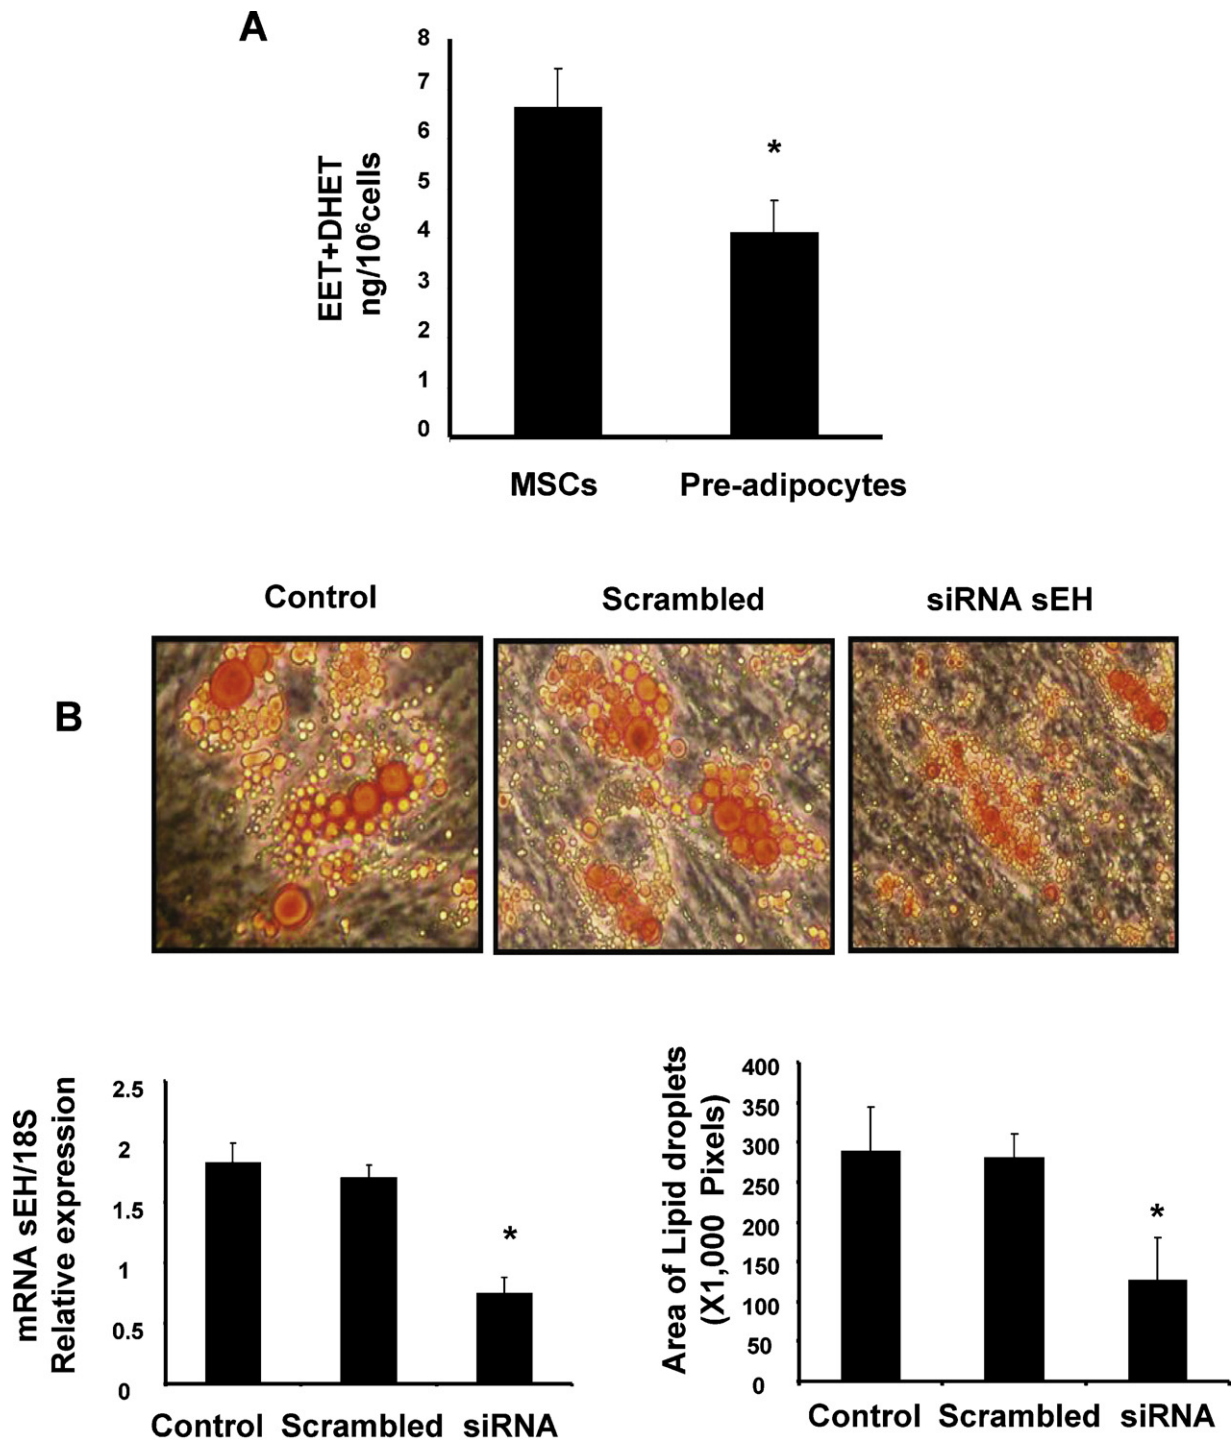 A
8
7
6
5
4
3
2
1
0
EET+DHET
ng/10⁶cells
*
MSCs Pre-adipocytes
Control Scrambled siRNA sEH
B
mRNA sEH/18S
Relative expression
2.5
2
1.5
1
0.5
0
*
Control Scrambled siRNA
Area of Lipid droplets
(X1,000 Pixels)
400
350
300
250
200
150
100
50
0
*
Control Scrambled siRNA